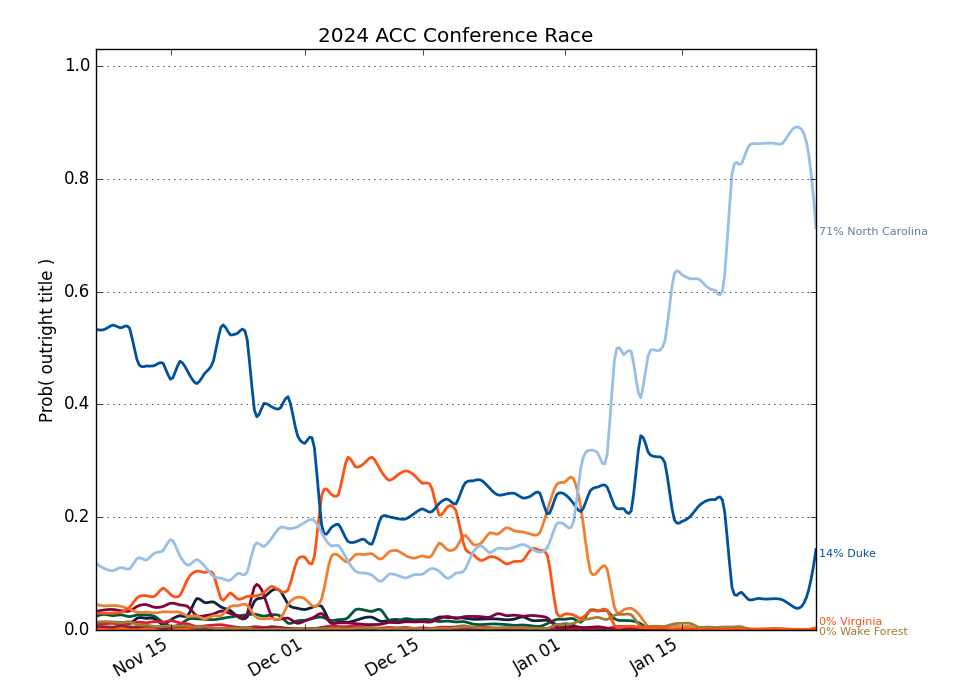 2024 ACC Conference Race
Prob( outright title )
1.0
0.8
0.6
0.4
0.2
0.0
Nov 15
Dec 01
Dec 15
Jan 01
Jan 15
71% North Carolina
14% Duke
0% Virginia
0% Wake Forest